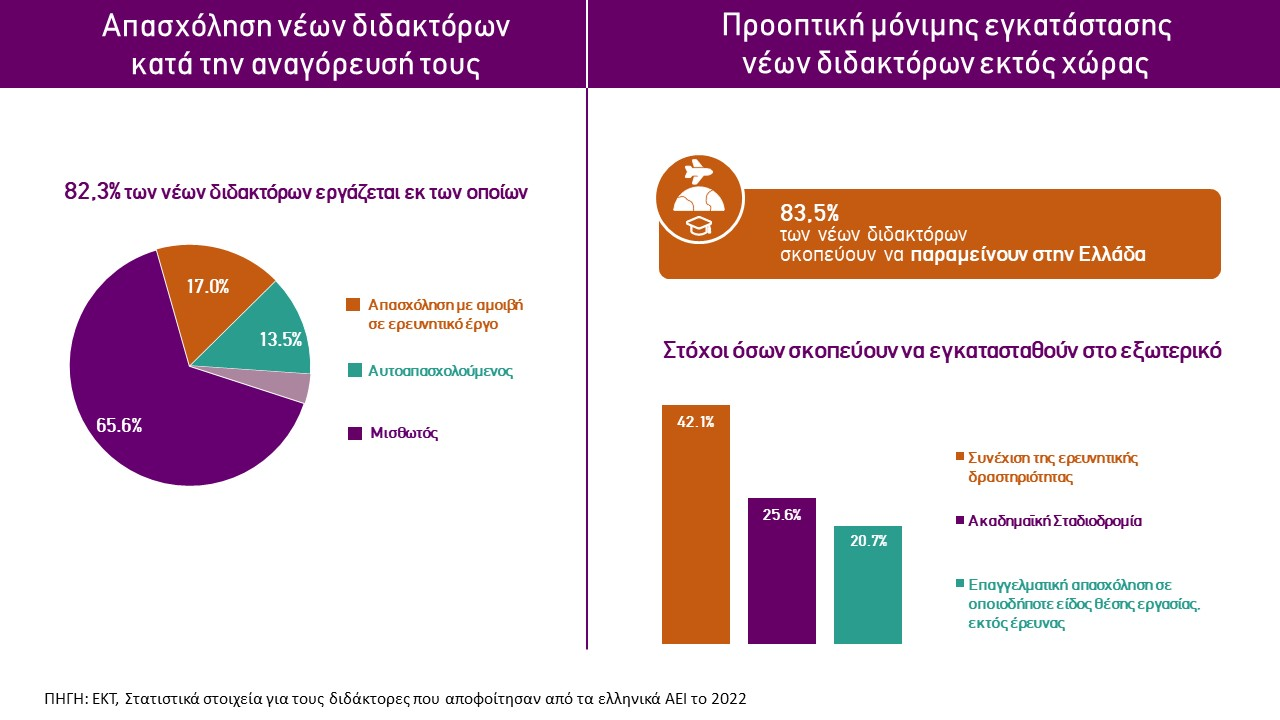 Απασχόληση νέων διδακτόρων
κατά την αναγόρευσή τους
Προοπτική μόνιμης εγκατάστασης
νέων διδακτόρων εκτός χώρας
82,3% των νέων διδακτόρων εργάζεται εκ των οποίων
17.0%
13.5%
65.6%
Απασχόληση με αμοιβή
σε ερευνητικό έργο
Αυτοαπασχολούμενος
Μισθωτός
83,5%
των νέων διδακτόρων
σκοπεύουν να παραμείνουν στην Ελλάδα
Στόχοι όσων σκοπεύουν να εγκατασταθούν στο εξωτερικό
42.1%
25.6%
20.7%
Συνέχιση της ερευνητικής
δραστηριότητας
Ακαδημαϊκή Σταδιοδρομία
Επαγγελματική απασχόληση σε
οποιοδήποτε είδος θέσης εργασίας,
εκτός έρευνας
ΠΗΓΗ: ΕΚΤ, Στατιστικά στοιχεία για τους διδάκτορες που αποφοίτησαν από τα ελληνικά ΑΕΙ το 2022